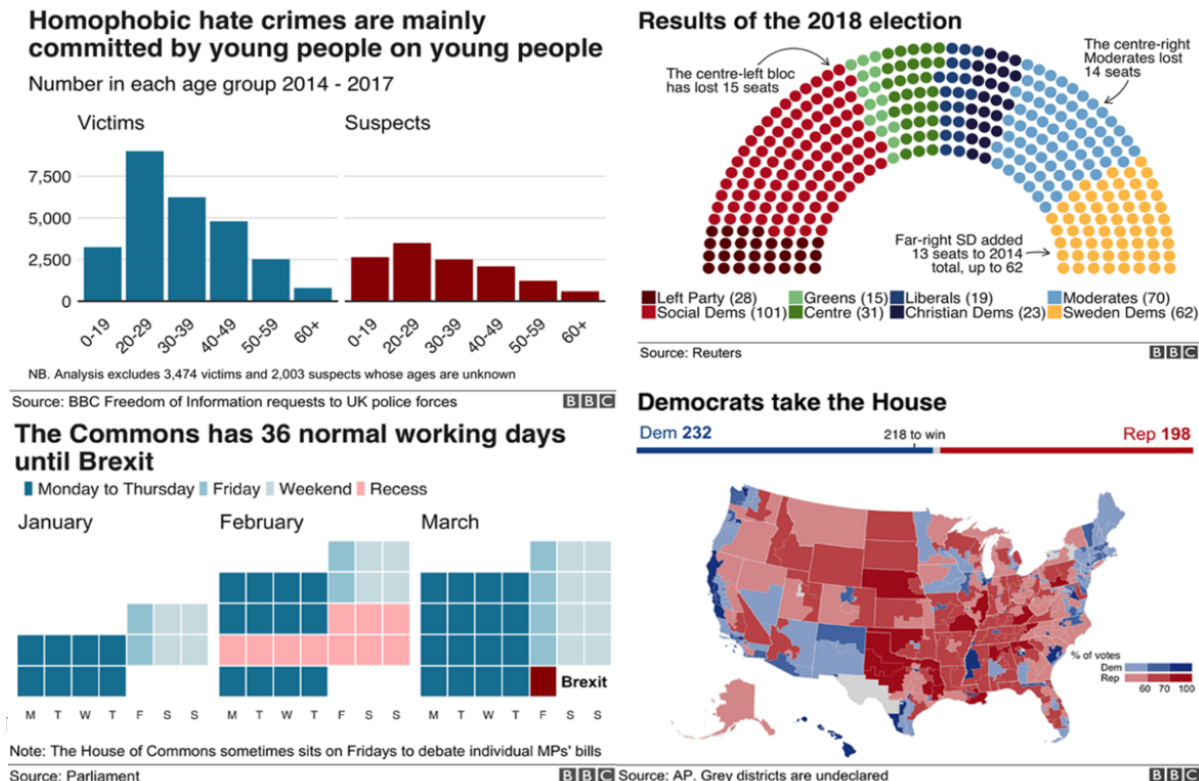 Homophobic hate crimes are mainly
committed by young people on young people
Number in each age group 2014 - 2017
Victims
Suspects
7,500
5,000
2,500
0
0-19
20-29
30-39
40-49
50-59
60+
0-19
20-29
30-39
40-49
50-59
60+
NB. Analysis excludes 3,474 victims and 2,003 suspects whose ages are unknown
Source: BBC Freedom of Information requests to UK police forces
BBC
Results of the 2018 election
The centre-left bloc
has lost 15 seats
The centre-right
Moderates lost
14 seats
Far-right SD added
13 seats to 2014
total, up to 62
Left Party (28)
Greens (15)
Liberals (19)
Moderates (70)
Social Dems (101)
Centre (31)
Christian Dems (23)
Sweden Dems (62)
Source: Reuters
BBC
The Commons has 36 normal working days
until Brexit
Monday to Thursday
Friday
Weekend
Recess
January
February
March
Brexit
M T W T F S S
M T W T F S S
M T W T F S S
Note: The House of Commons sometimes sits on Fridays to debate individual MPs' bills
Source: Parliament
BBC
Democrats take the House
Dem 232
218 to win
Rep 198
% of votes
Dem
Rep
60 70 100
Source: AP. Grey districts are undeclared
BBC